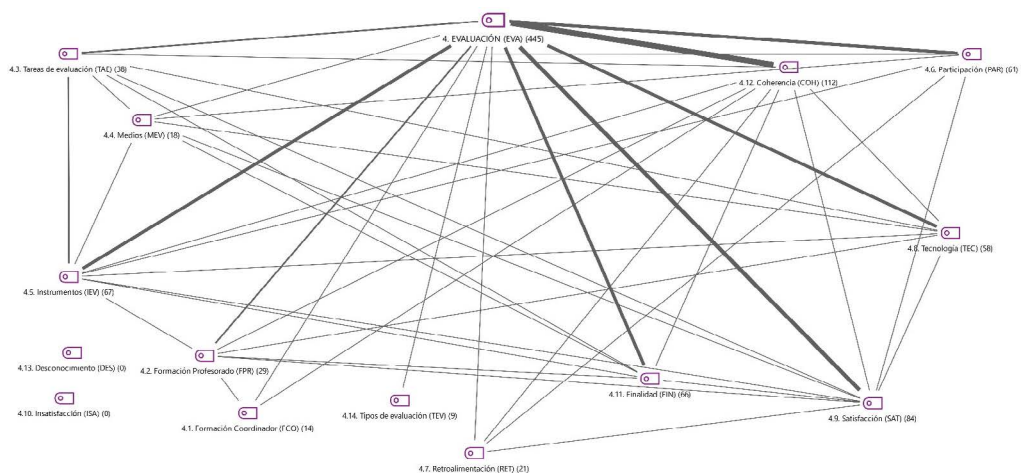 4. EVALUACIÓN (EVA) (445)
4.3. Tareas de evaluación (TAE) (38)
4.12. Coherencia (COH) (112)
4.6. Participación (PAR) (61)
4.4. Medios (MEV) (18)
4.8. Tecnología (TEC) (58)
4.5. Instrumentos (IEV) (67)
4.13. Desconocimiento (DES) (0)
4.2. Formación Profesorado (FPR) (29)
4.10. Insatisfacción (ISA) (0)
4.11. Finalidad (FIN) (66)
4.1. Formación Coordinador (FCO) (14)
4.14. Tipos de evaluación (TEV) (9)
4.9. Satisfacción (SAT) (84)
4.7. Retroalimentación (RET) (21)